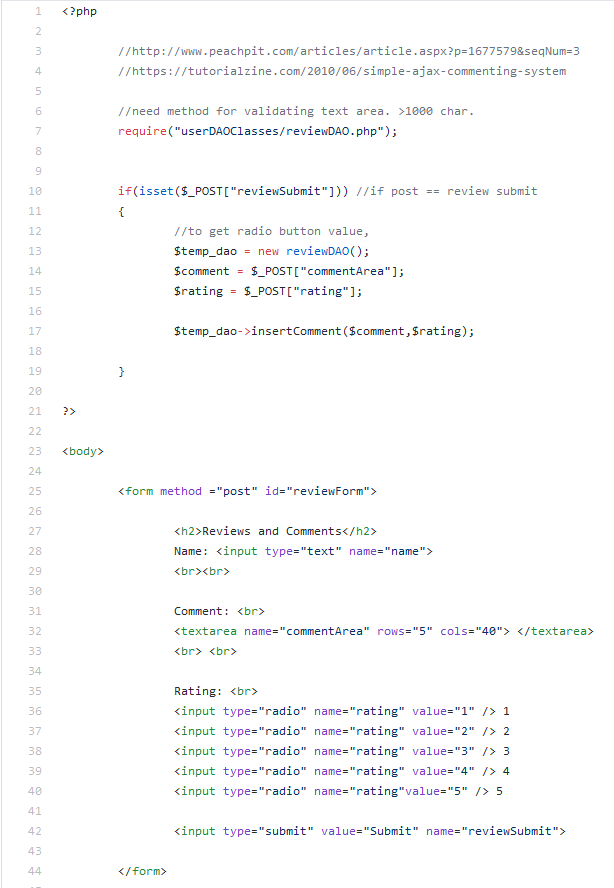 1 <?php
2
3 //http://www.peachpit.com/articles/article.aspx?p=1677579&seqNum=3
4 //https://tutorialzine.com/2010/06/simple-ajax-commenting-system
5
6 //need method for validating text area. >1000 char.
7 require("userDAOClasses/reviewDAO.php");
8
9
10 if(isset($_POST["reviewSubmit"])) //if post == review submit
11 {
12 //to get radio button value,
13 $temp_dao = new reviewDAO();
14 $comment = $_POST["commentArea"];
15 $rating = $_POST["rating"];
16
17 $temp_dao->insertComment($comment,$rating);
18
19 }
20
21 ?>
22
23 <body>
24
25 <form method ="post" id="reviewForm">
26
27 <h2>Reviews and Comments</h2>
28 Name: <input type="text" name="name">
29 <br><br>
30
31 Comment: <br>
32 <textarea name="commentArea" rows="5" cols="40"> </textarea>
33 <br> <br>
34
35 Rating: <br>
36 <input type="radio" name="rating" value="1" /> 1
37 <input type="radio" name="rating" value="2" /> 2
38 <input type="radio" name="rating" value="3" /> 3
39 <input type="radio" name="rating" value="4" /> 4
40 <input type="radio" name="rating"value="5" /> 5
41
42 <input type="submit" value="Submit" name="reviewSubmit">
43
44 </form>